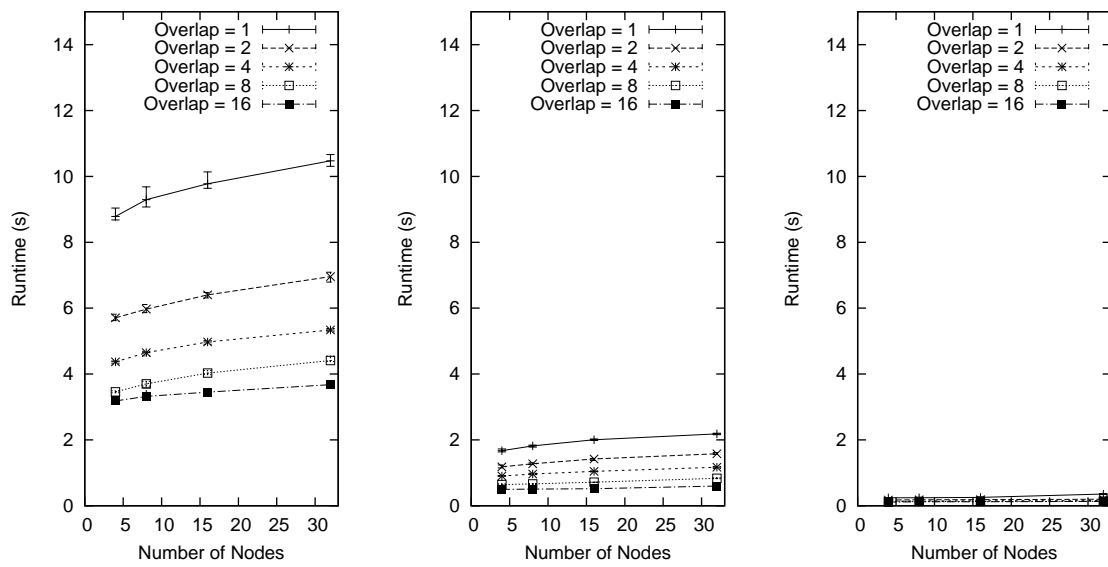 Runtime (s)
14
12
10
8
6
4
2
0
Overlap = 1
Overlap = 2
Overlap = 4
Overlap = 8
Overlap = 16
0 5 10 15 20 25 30
Number of Nodes
Runtime (s)
14
12
10
8
6
4
2
0
Overlap = 1
Overlap = 2
Overlap = 4
Overlap = 8
Overlap = 16
0 5 10 15 20 25 30
Number of Nodes
Runtime (s)
14
12
10
8
6
4
2
0
Overlap = 1
Overlap = 2
Overlap = 4
Overlap = 8
Overlap = 16
0 5 10 15 20 25 30
Number of Nodes